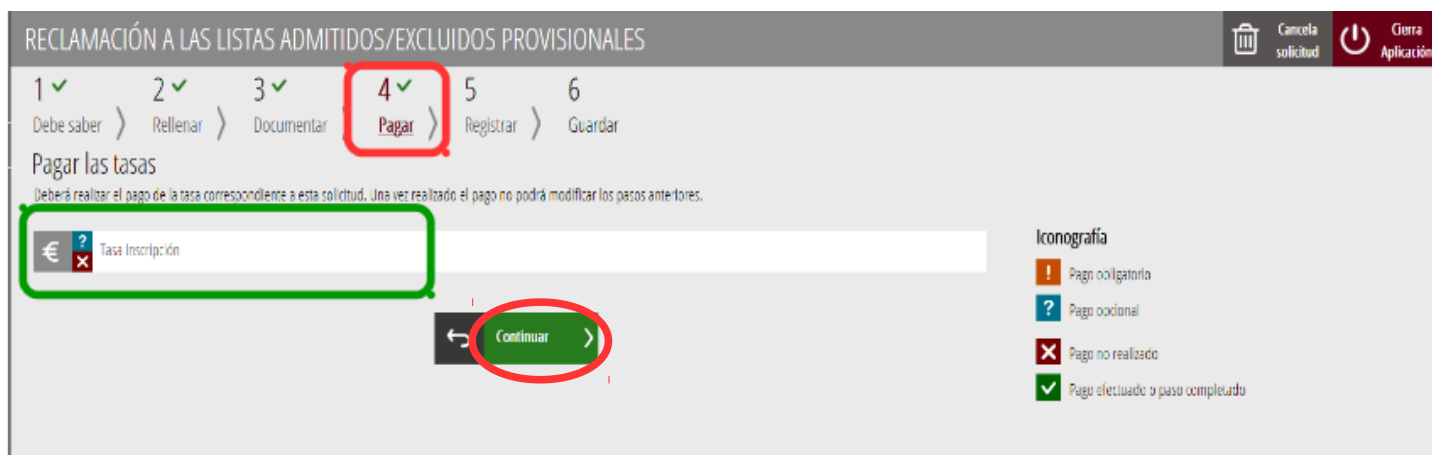 RECLAMACIÓN A LAS LISTAS ADMITIDOS/EXCLUIDOS PROVISIONALES
Cancela solicitud
Cierra Aplicación
1 2 3 4 5 6
Debe saber Rellenar Documentar Pagar Registrar Guardar
Pagar las tasas
Deberá realizar el pago de la tasa correspondiente a esta solicitud. Una vez realizado el pago no podrá modificar los pasos anteriores.
€ ? Tasa Inscripción
Continuar
Iconografía
! Pago obligatorio
? Pago opcional
Pago no realizado
Pago efectuado o paso completado